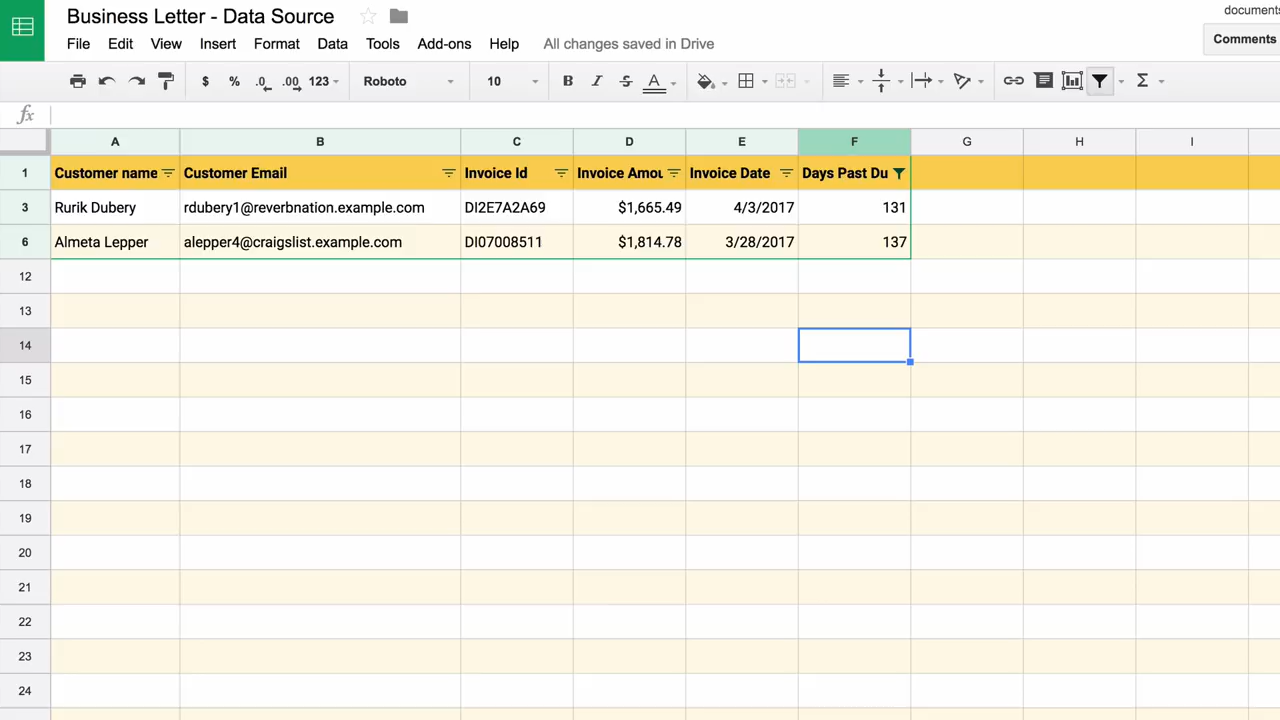 Business Letter - Data Source
documents
File Edit View Insert Format Data Tools Add-ons Help All changes saved in Drive
Comments
$ % .0 .00 123 Roboto 10 B I S A Σ
fx
A B C D E F G H I
1 Customer name Customer Email Invoice Id Invoice Amou Invoice Date Days Past Du
3 Rurik Dubery rdubery1@reverbnation.example.com DI2E7A2A69 $1,665.49 4/3/2017 131
6 Almeta Lepper alepper4@craigslist.example.com DI07008511 $1,814.78 3/28/2017 137
12
13
14
15
16
17
18
19
20
21
22
23
24